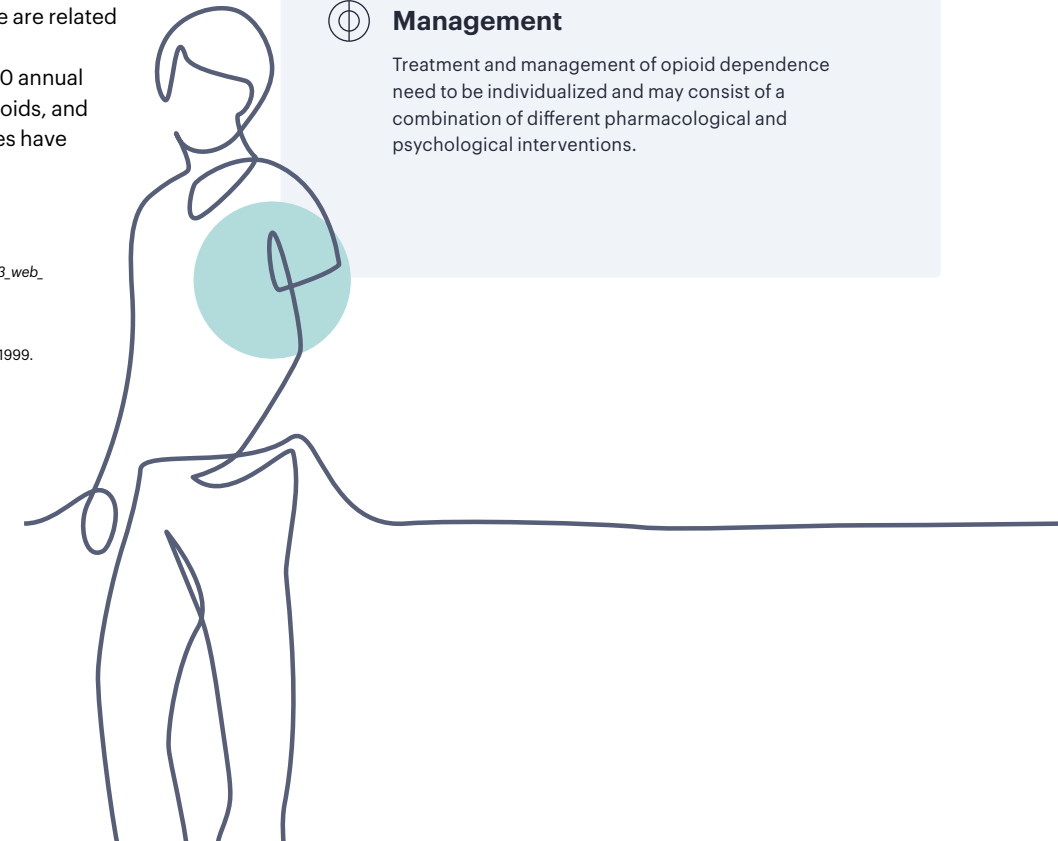 e are related
0 annual
oids, and
es have
3_web_
1999.
Management
Treatment and management of opioid dependence
need to be individualized and may consist of a
combination of different pharmacological and
psychological interventions.